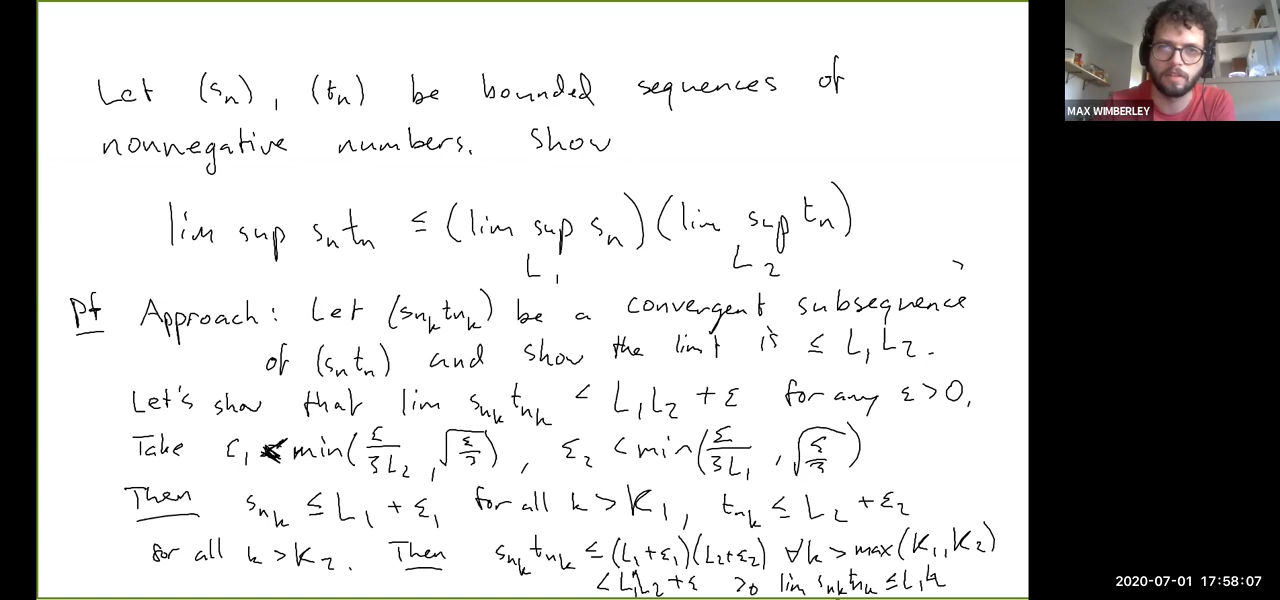 Let (sₙ), (tₙ) be bounded sequences of
nonnegative numbers. Show
lim sup sₙtₙ ≤ (lim sup sₙ)(lim sup tₙ)
L₁ L₂
Pf Approach: Let (sₙₖtₙₖ) be a convergent subsequence
of (sₙtₙ) and show the limit is ≤ L₁L₂.
Let's show that lim sₙₖtₙₖ < L₁L₂ + ε for any ε>0,
Take ε₁ < min(ε/3L₂, √(ε/3)), ε₂ < min(ε/3L₁, √(ε/3))
Then sₙₖ ≤ L₁ + ε₁ for all k > K₁, tₙₖ ≤ L₂ + ε₂
for all k > K₂. Then sₙₖtₙₖ ≤ (L₁+ε₁)(L₂+ε₂) ∀k > max(K₁,K₂)
< L₁L₂ + ε so lim sₙₖtₙₖ ≤ L₁L₂
MAX WIMBERLEY
2020-07-01 17:58:07